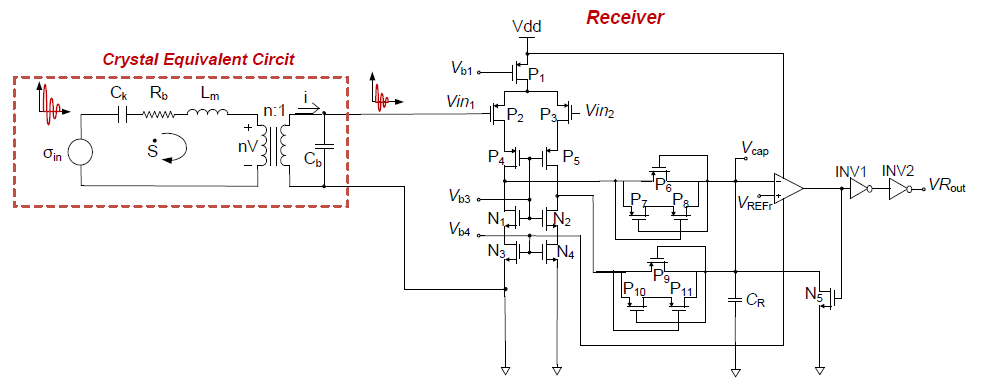 Receiver
Crystal Equivalent Circit
Vdd
Vb1
P1
Ck
Rb
Lm
n:1
i
Vin1
P2
P3
Vin2
σin
Ṡ
+
nV
−
Cb
P4
P5
Vcap
P6
INV1
INV2
VRout
Vb3
P7
P8
VREFr
+
-
N1
N2
Vb4
N3
N4
P9
P10
P11
CR
N5